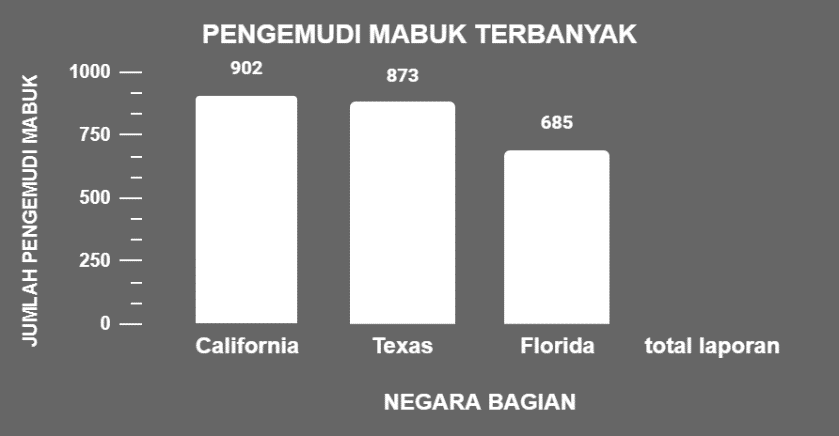 PENGEMUDI MABUK TERBANYAK
JUMLAH PENGEMUDI MABUK
1000
750
500
250
0
902
873
685
California
Texas
Florida
total laporan
NEGARA BAGIAN